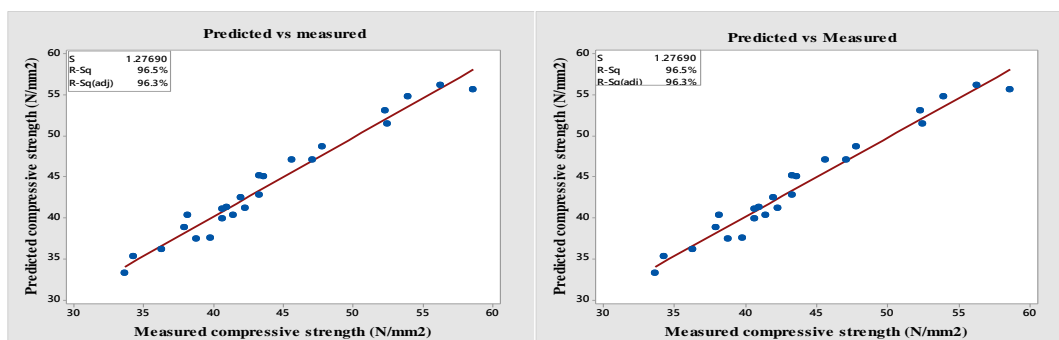 Predicted vs measured
S 1.27690
R-Sq 96.5%
R-Sq(adj) 96.3%
Predicted compressive strength (N/mm2)
60
55
50
45
40
35
30
30 35 40 45 50 55 60
Measured compressive strength (N/mm2)
Predicted vs Measured
S 1.27690
R-Sq 96.5%
R-Sq(adj) 96.3%
Predicted compressive strength (N/mm2)
60
55
50
45
40
35
30
30 35 40 45 50 55 60
Measured compressive strength (N/mm2)